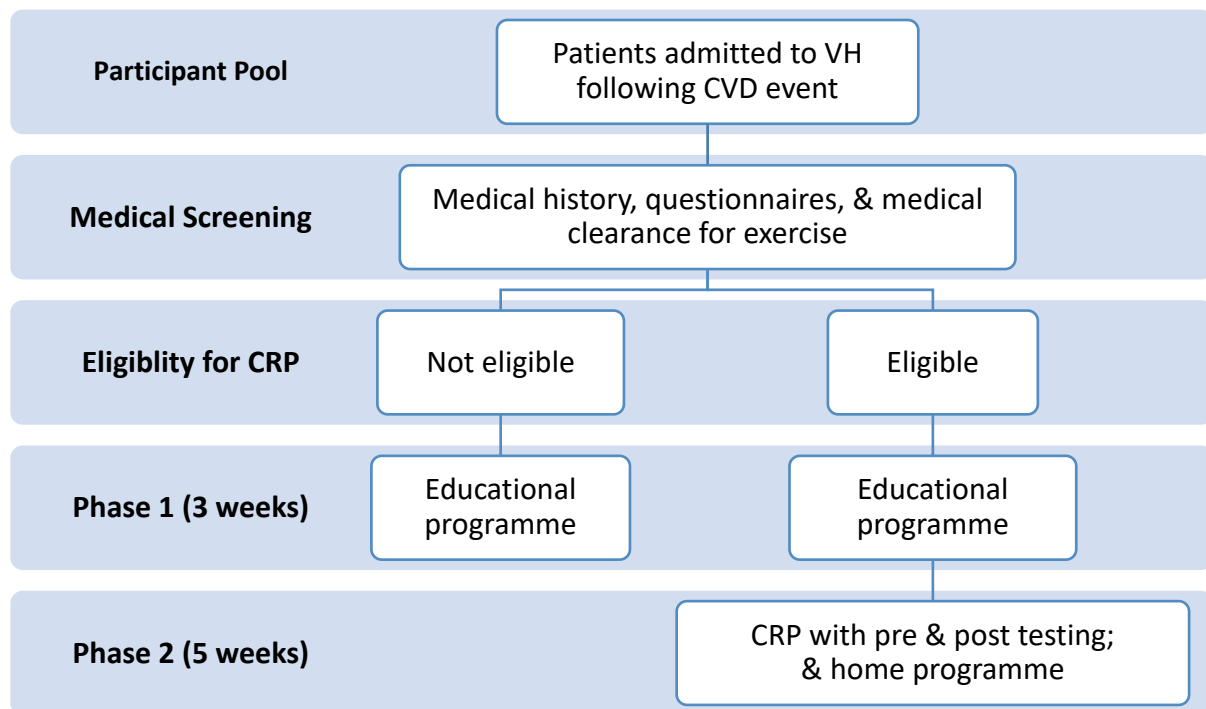 Participant Pool
Patients admitted to VH
following CVD event
Medical Screening
Medical history, questionnaires, & medical
clearance for exercise
Eligiblity for CRP
Not eligible
Eligible
Phase 1 (3 weeks)
Educational
programme
Educational
programme
Phase 2 (5 weeks)
CRP with pre & post testing;
& home programme